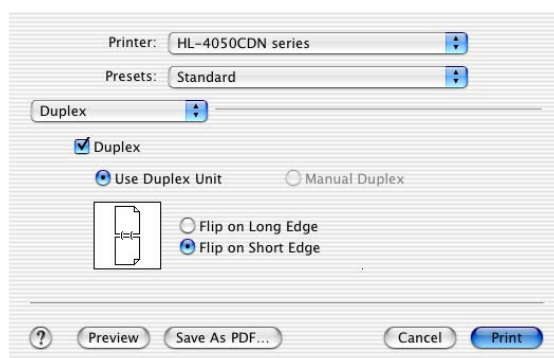 Printer: HL-4050CDN series
Presets: Standard
Duplex
Duplex
Use Duplex Unit Manual Duplex
Flip on Long Edge
Flip on Short Edge
? Preview Save As PDF... Cancel Print